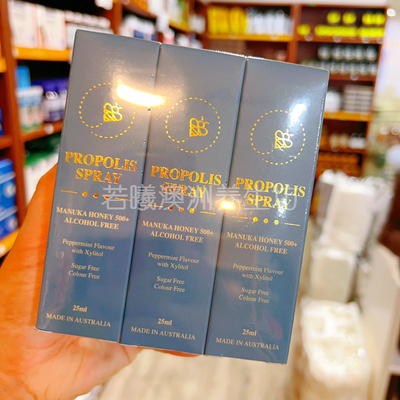 PROPOLIS
SPRAY
MANUKA HONEY 500+
ALCOHOL FREE
Peppermint Flavour
with Xylitol
Sugar Free
Colour Free
25ml
MADE IN AUSTRALIA
PROPOLIS
SPRAY
MANUKA HONEY 500+
ALCOHOL FREE
Peppermint Flavour
with Xylitol
Sugar Free
Colour Free
25ml
MADE IN AUSTRALIA
PROPOLIS
SPRAY
MANUKA HONEY 500+
ALCOHOL FREE
Peppermint Flavour
with Xylitol
Sugar Free
Colour Free
25ml
MADE IN AUSTRALIA
若曦澳洲